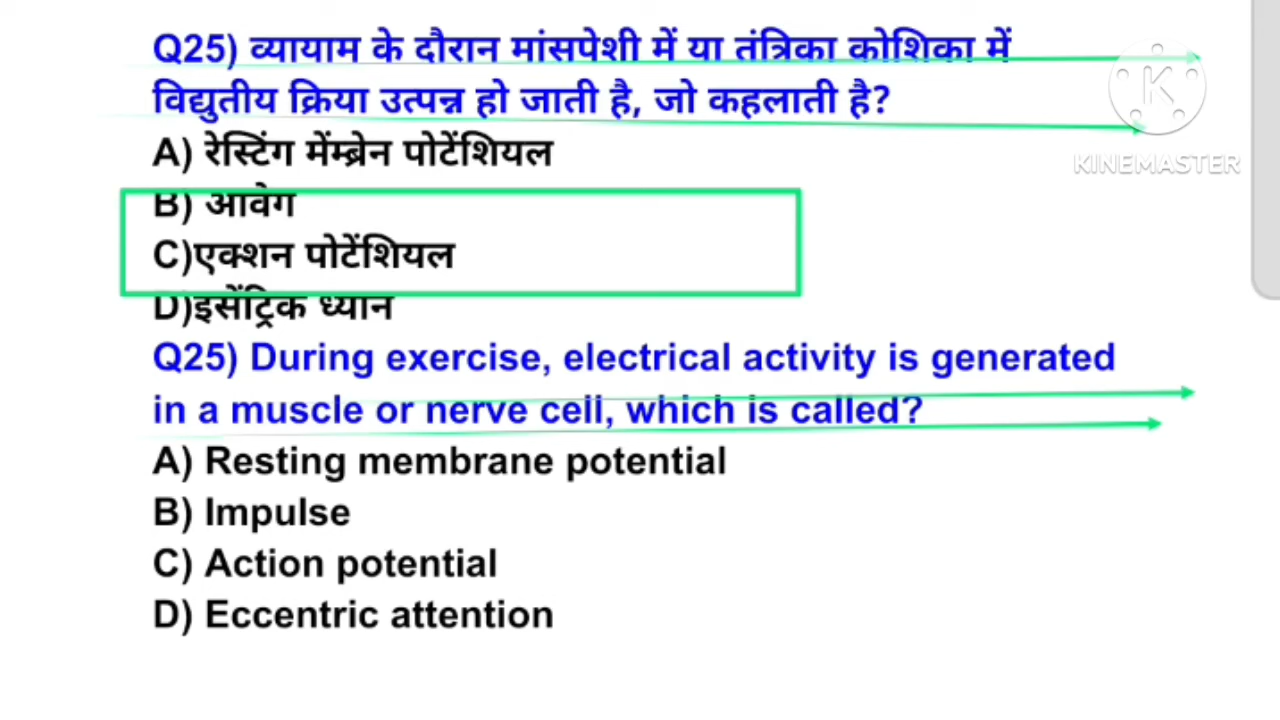 Q25) व्यायाम के दौरान मांसपेशी में या तंत्रिका कोशिका में
विद्युतीय क्रिया उत्पन्न हो जाती है, जो कहलाती है?
K
KINEMASTER
A) रेस्टिंग मेंम्ब्रेन पोटेंशियल
B) आवेग
C)एक्शन पोटेंशियल
D)इसेंट्रिक ध्यान
Q25) During exercise, electrical activity is generated
in a muscle or nerve cell, which is called?
A) Resting membrane potential
B) Impulse
C) Action potential
D) Eccentric attention